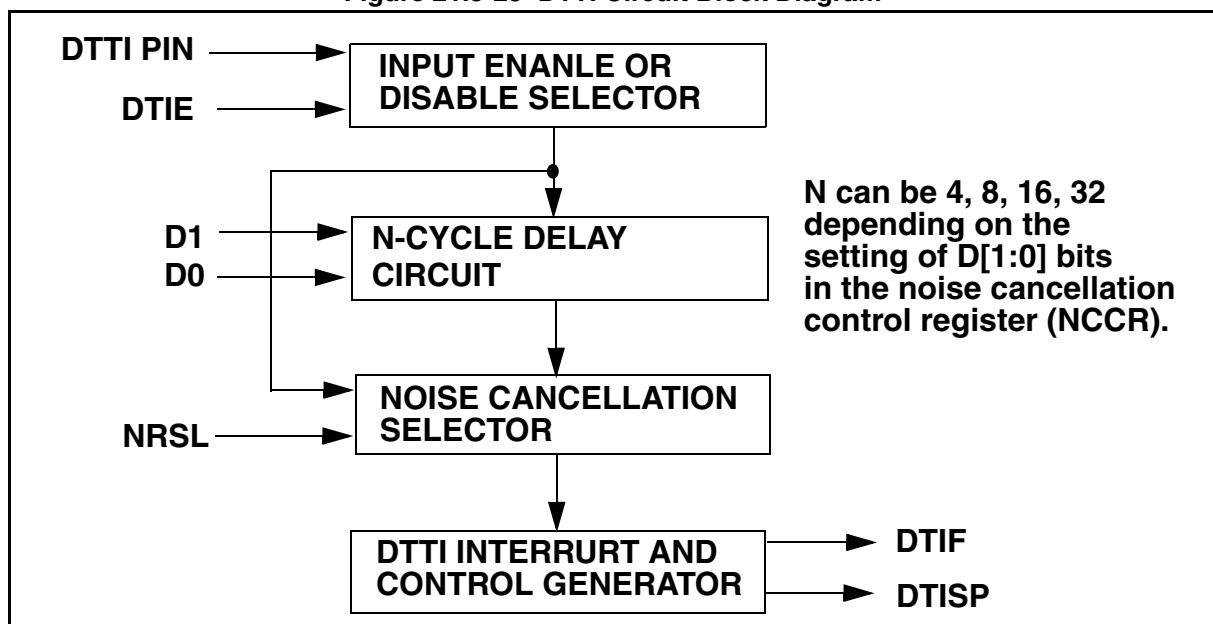 DTTI PIN
INPUT ENANLE OR
DISABLE SELECTOR
DTIE
D1
D0
N-CYCLE DELAY
CIRCUIT
N can be 4, 8, 16, 32
depending on the
setting of D[1:0] bits
in the noise cancellation
control register (NCCR).
NOISE CANCELLATION
SELECTOR
NRSL
DTTI INTERRURT AND
CONTROL GENERATOR
DTIF
DTISP